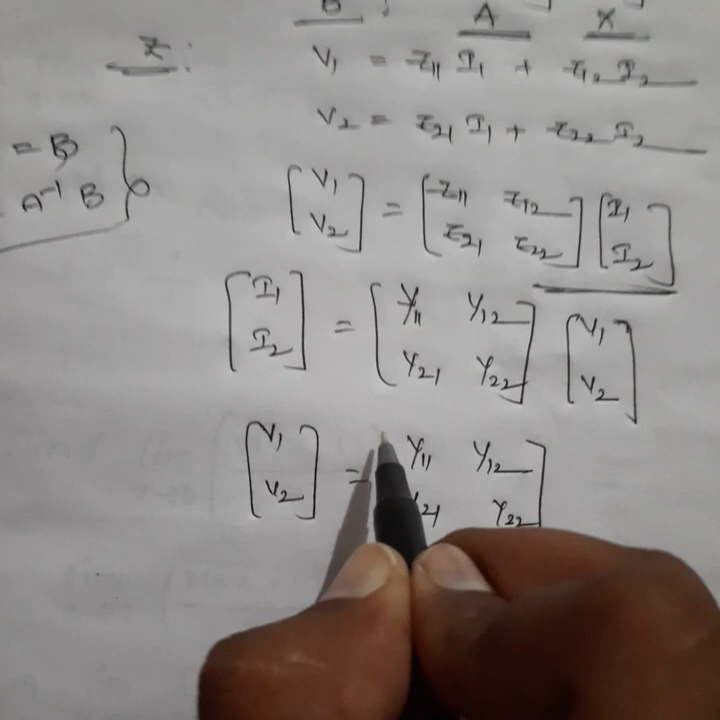 B A X
Z:
V1 = Z11 I1 + Z12 I2
V2 = Z21 I1 + Z22 I2
= B
A⁻¹ B
[V1 V2] = [Z11 Z12 Z21 Z22] [I1 I2]
[I1 I2] = [Y11 Y12 Y21 Y22] [V1 V2]
[V1 V2] = Y11 Y12 21 Y22]